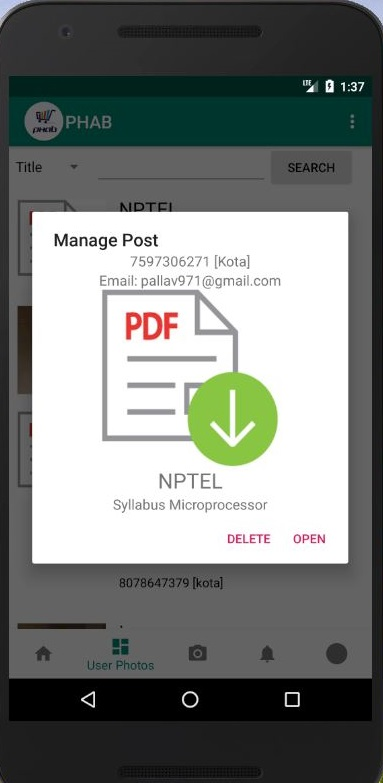 LTE 1:37
PHAB
PHAB
Title SEARCH
NPTEL
Manage Post
7597306271 [Kota]
Email: pallav971@gmail.com
PDF
NPTEL
Syllabus Microprocessor
DELETE OPEN
8078647379 [kota]
User Photos